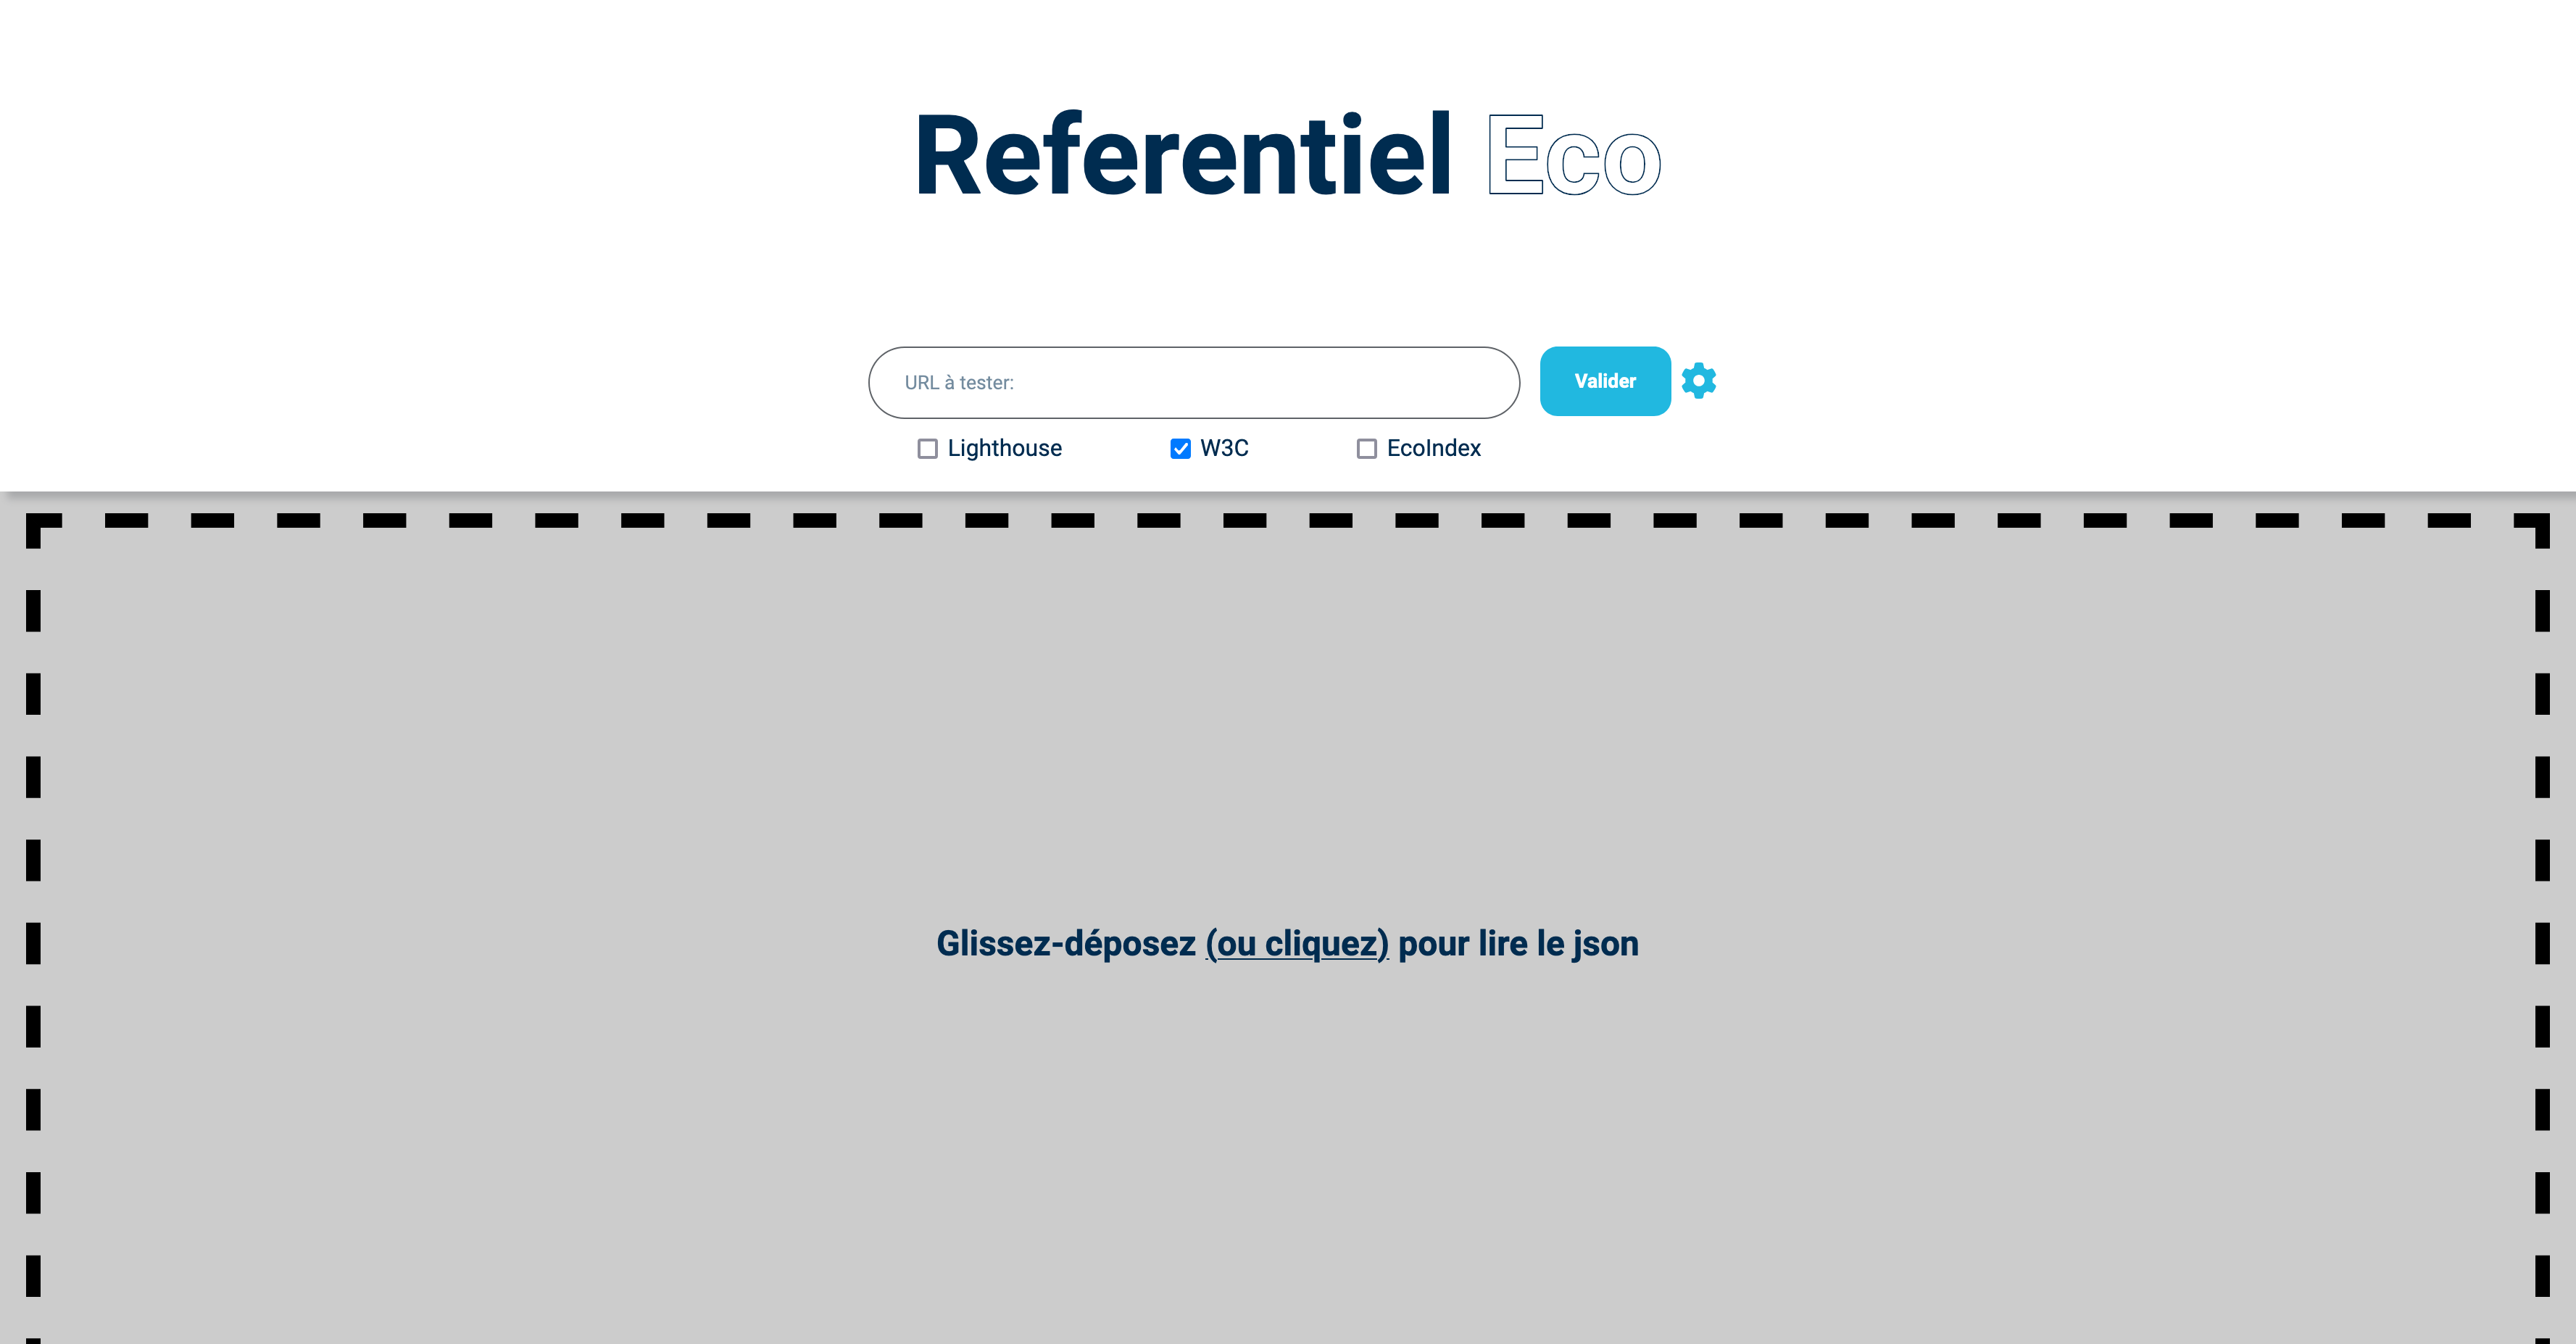 Referentiel Eco
URL à tester:
Valider
Lighthouse
W3C
EcoIndex
Glissez-déposez (ou cliquez) pour lire le json